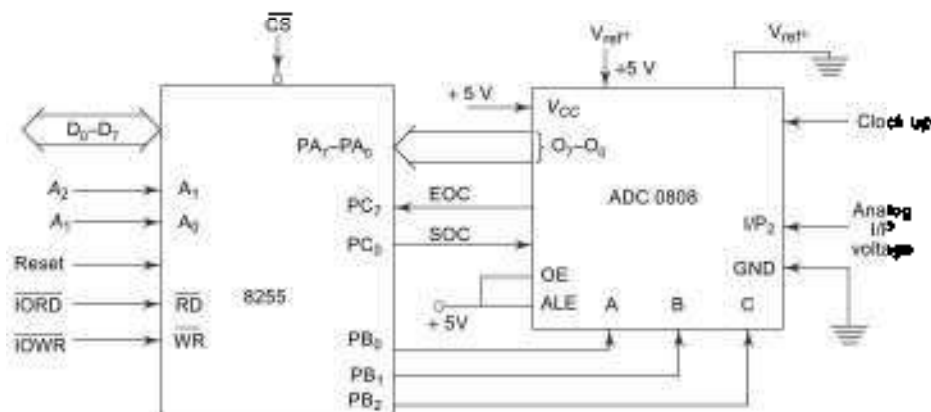 CS
Vref+
+5 V
Vref+
+ 5 V
VCC
Clock up
D0–D7
PA7–PA0
O7–O0
ADC 0808
A2
A1
PC7
EOC
I/P2
Analog
I/P
voltage
A1
A0
PC0
SOC
Reset
OE
GND
IORD
RD
8255
+ 5V
ALE
A
B
C
IOWR
WR
PB0
PB1
PB2